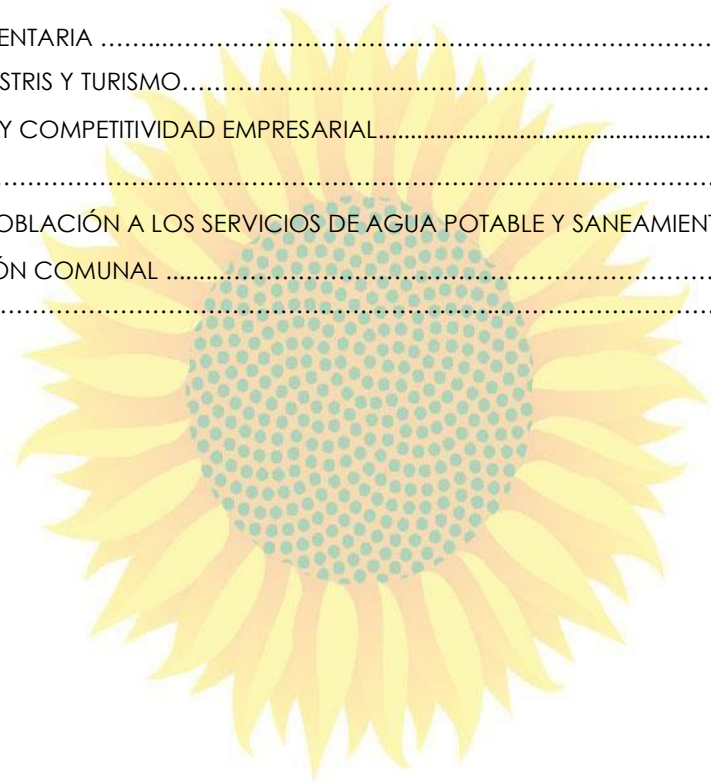 ENTARIA ..........................................................................................
STRIS Y TURISMO..........................................................................................
Y COMPETITIVIDAD EMPRESARIAL..........................................................................................
..........................................................................................
OBLACIÓN A LOS SERVICIOS DE AGUA POTABLE Y SANEAMIENT
ÓN COMUNAL ..........................................................................................
..........................................................................................